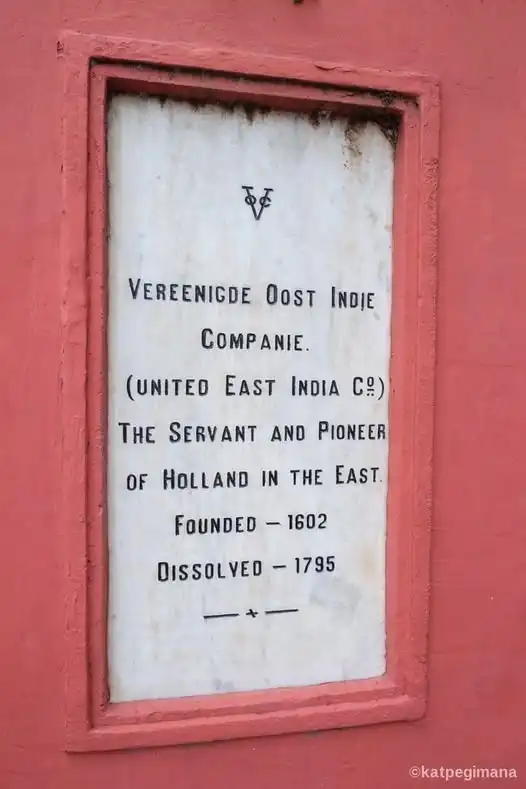 VOC
VEREENIGDE OOST INDIE
COMPANIE.
(UNITED EAST INDIA Cº)
THE SERVANT AND PIONEER
OF HOLLAND IN THE EAST.
FOUNDED – 1602
DISSOLVED – 1795
©katpegimana